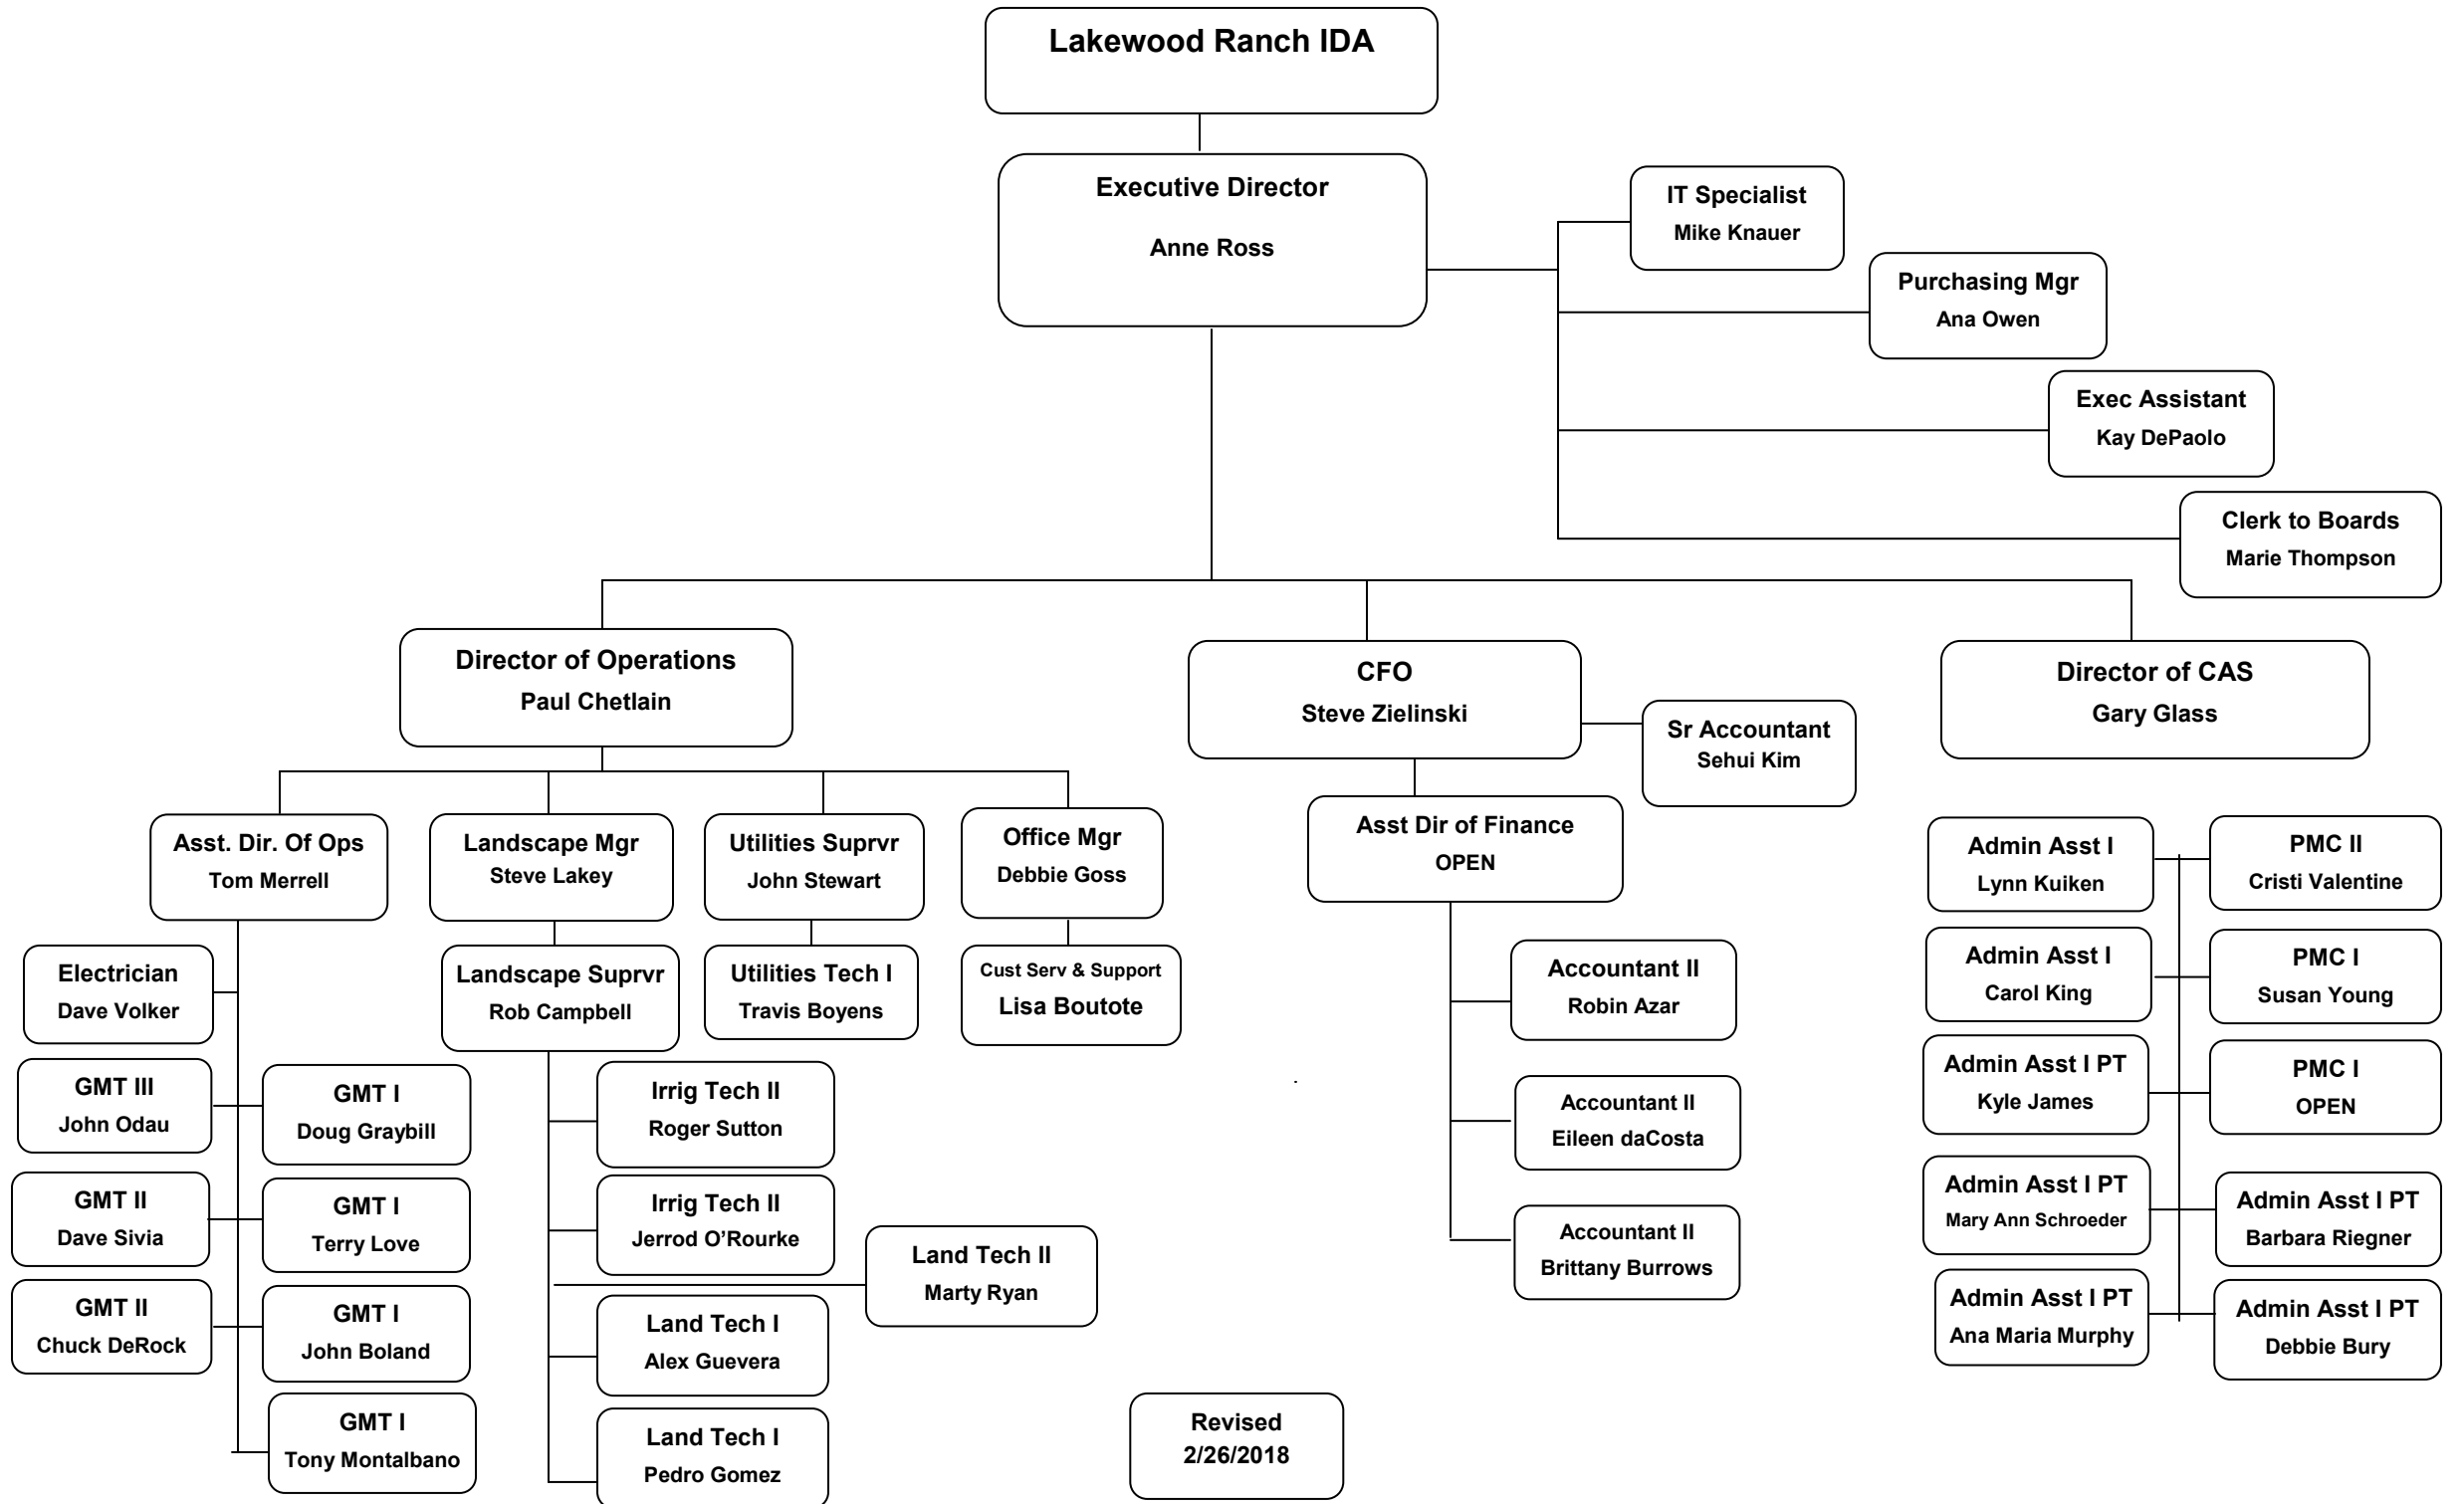 Lakewood Ranch IDA
Executive Director
Anne Ross
IT Specialist
Mike Knauer
Purchasing Mgr
Ana Owen
Exec Assistant
Kay DePaolo
Clerk to Boards
Marie Thompson
Director of Operations
Paul Chetlain
CFO
Steve Zielinski
Sr Accountant
Sehui Kim
Director of CAS
Gary Glass
Asst. Dir. Of Ops
Tom Merrell
Landscape Mgr
Steve Lakey
Utilities Suprvr
John Stewart
Office Mgr
Debbie Goss
Asst Dir of Finance
OPEN
Admin Asst I
Lynn Kuiken
PMC II
Cristi Valentine
Electrician
Dave Volker
Landscape Suprvr
Rob Campbell
Utilities Tech I
Travis Boyens
Cust Serv & Support
Lisa Boutote
Accountant II
Robin Azar
Admin Asst I
Carol King
PMC I
Susan Young
GMT III
John Odau
GMT I
Doug Graybill
Irrig Tech II
Roger Sutton
Accountant II
Eileen daCosta
Admin Asst I PT
Kyle James
PMC I
OPEN
GMT II
Dave Sivia
GMT I
Terry Love
Irrig Tech II
Jerrod O’Rourke
Land Tech II
Marty Ryan
Accountant II
Brittany Burrows
Admin Asst I PT
Mary Ann Schroeder
Admin Asst I PT
Barbara Riegner
GMT II
Chuck DeRock
GMT I
John Boland
Land Tech I
Alex Guevera
Admin Asst I PT
Ana Maria Murphy
Admin Asst I PT
Debbie Bury
GMT I
Tony Montalbano
Land Tech I
Pedro Gomez
Revised
2/26/2018